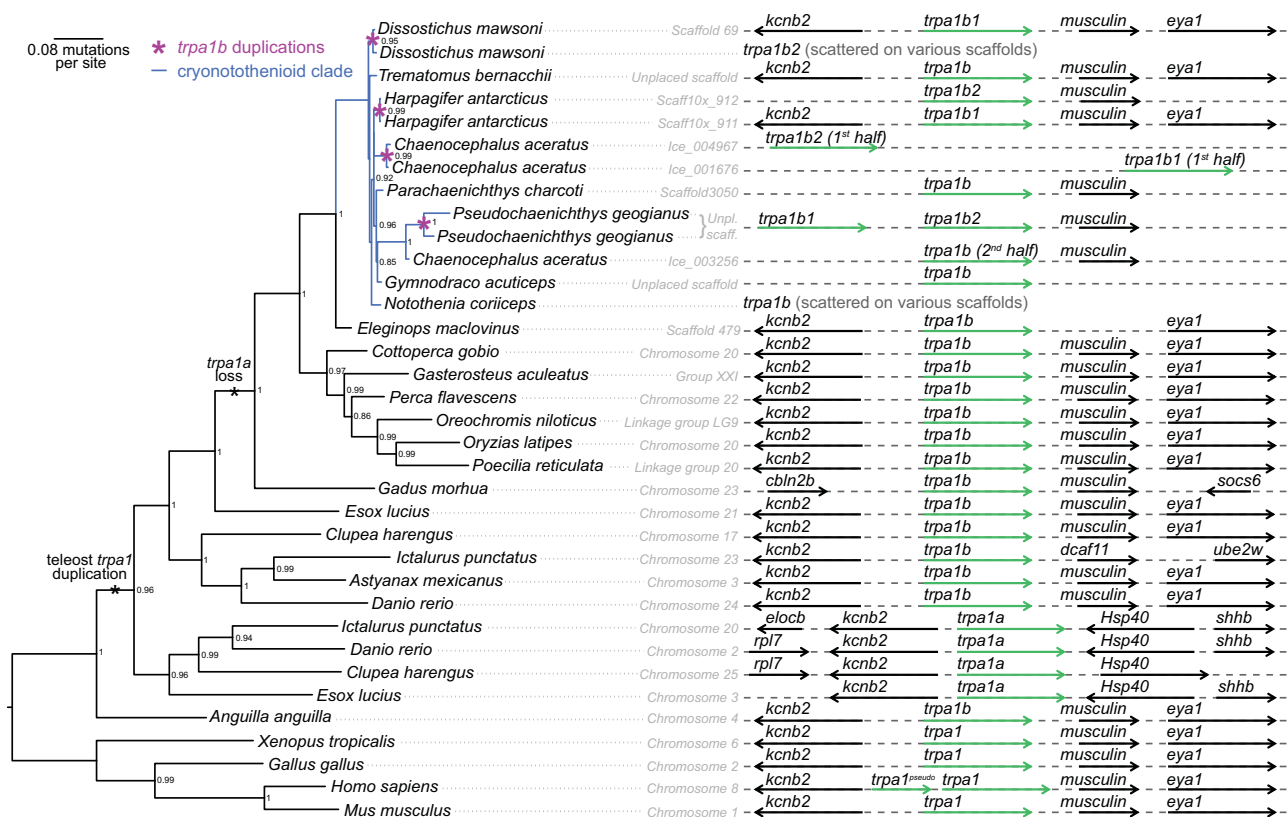 0.08 mutations
per site
* trpa1b duplications
cryonotothenioid clade
Dissostichus mawsoni Scaffold 69 kcnb2 trpa1b1 musculin eya1
0.95
Dissostichus mawsoni trpa1b2 (scattered on various scaffolds)
Trematomus bernacchii Unplaced scaffold kcnb2 trpa1b musculin eya1
Harpagifer antarcticus Scaff10x_912 trpa1b2 musculin
0.99
Harpagifer antarcticus Scaff10x_911 kcnb2 trpa1b1 musculin eya1
Chaenocephalus aceratus Ice_004967 trpa1b2 (1st half)
0.99
Chaenocephalus aceratus Ice_001676 trpa1b1 (1st half)
0.92
Parachaenichthys charcoti Scaffold3050 trpa1b musculin
Pseudochaenichthys geogianus Unpl. scaff. trpa1b1 trpa1b2 musculin
0.96 1
Pseudochaenichthys geogianus
1
Chaenocephalus aceratus Ice_003256 trpa1b (2nd half) musculin
0.85
Gymnodraco acuticeps Unplaced scaffold trpa1b
Notothenia coriiceps trpa1b (scattered on various scaffolds)
1
Eleginops maclovinus Scaffold 479 kcnb2 trpa1b eya1
1
Cottoperca gobio Chromosome 20 kcnb2 trpa1b musculin eya1
trpa1a
loss
*
0.97
Gasterosteus aculeatus Group XXI kcnb2 trpa1b musculin eya1
1 0.99
Perca flavescens Chromosome 22 kcnb2 trpa1b musculin eya1
0.86
Oreochromis niloticus Linkage group LG9 kcnb2 trpa1b musculin eya1
0.99
Oryzias latipes Chromosome 20 kcnb2 trpa1b musculin eya1
0.99
Poecilia reticulata Linkage group 20 kcnb2 trpa1b musculin eya1
1
Gadus morhua Chromosome 23 cbln2b trpa1b musculin socs6
Esox lucius Chromosome 21 kcnb2 trpa1b musculin eya1
Clupea harengus Chromosome 17 kcnb2 trpa1b musculin eya1
1 1
teleost trpa1
duplication
*
Ictalurus punctatus Chromosome 23 kcnb2 trpa1b dcaf11 ube2w
0.99
Astyanax mexicanus Chromosome 3 kcnb2 trpa1b musculin eya1
0.96 1
Danio rerio Chromosome 24 kcnb2 trpa1b musculin eya1
Ictalurus punctatus Chromosome 20 elocb kcnb2 trpa1a Hsp40 shhb
0.94
Danio rerio Chromosome 2 rpl7 kcnb2 trpa1a Hsp40 shhb
1 0.99
Clupea harengus Chromosome 25 rpl7 kcnb2 trpa1a Hsp40
0.96
Esox lucius Chromosome 3 kcnb2 trpa1a Hsp40 shhb
Anguilla anguilla Chromosome 4 kcnb2 trpa1b musculin eya1
Xenopus tropicalis Chromosome 6 kcnb2 trpa1 musculin eya1
Gallus gallus Chromosome 2 kcnb2 trpa1 musculin eya1
0.99
Homo sapiens Chromosome 8 kcnb2 trpa1pseudo trpa1 musculin eya1
1
Mus musculus Chromosome 1 kcnb2 trpa1 musculin eya1